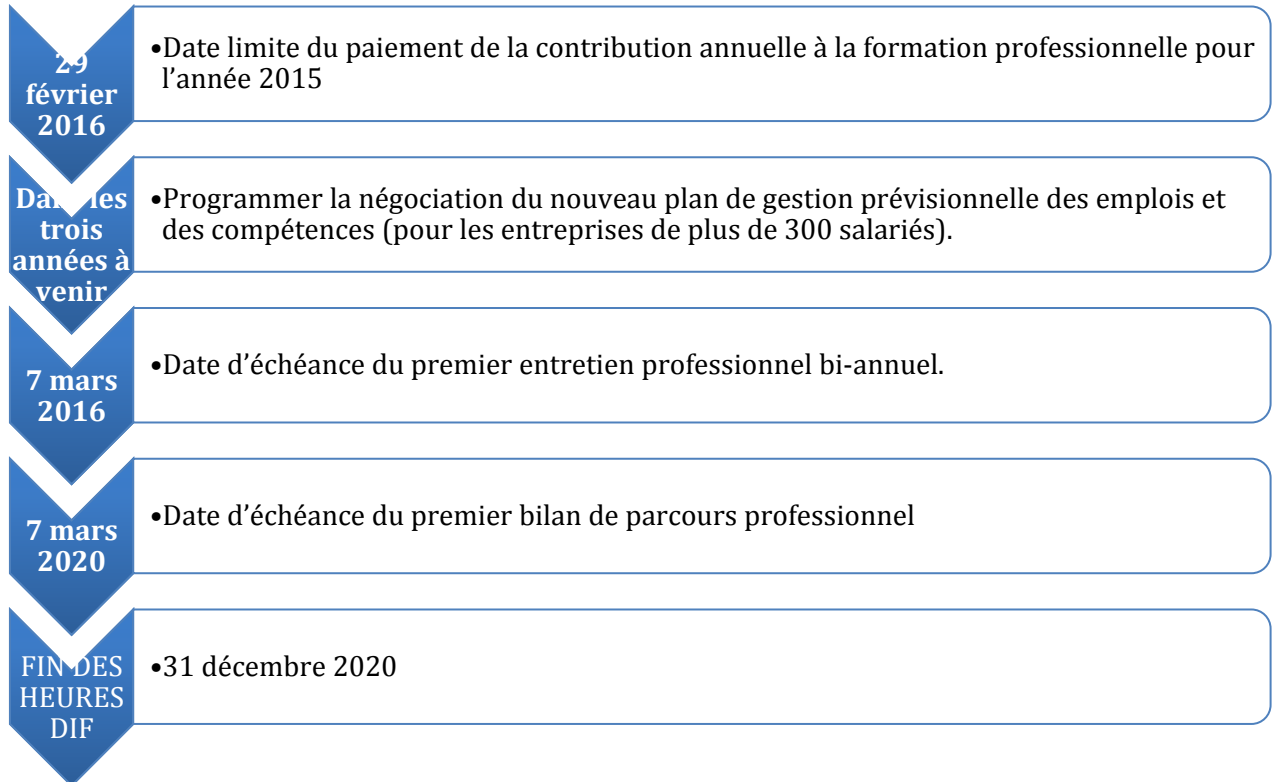 29
février
2016
•Date limite du paiement de la contribution annuelle à la formation professionnelle pour
l’année 2015
Dans les
trois
années à
venir
•Programmer la négociation du nouveau plan de gestion prévisionnelle des emplois et
des compétences (pour les entreprises de plus de 300 salariés).
7 mars
2016
•Date d’échéance du premier entretien professionnel bi-annuel.
7 mars
2020
•Date d’échéance du premier bilan de parcours professionnel
FIN DES
HEURES
DIF
•31 décembre 2020